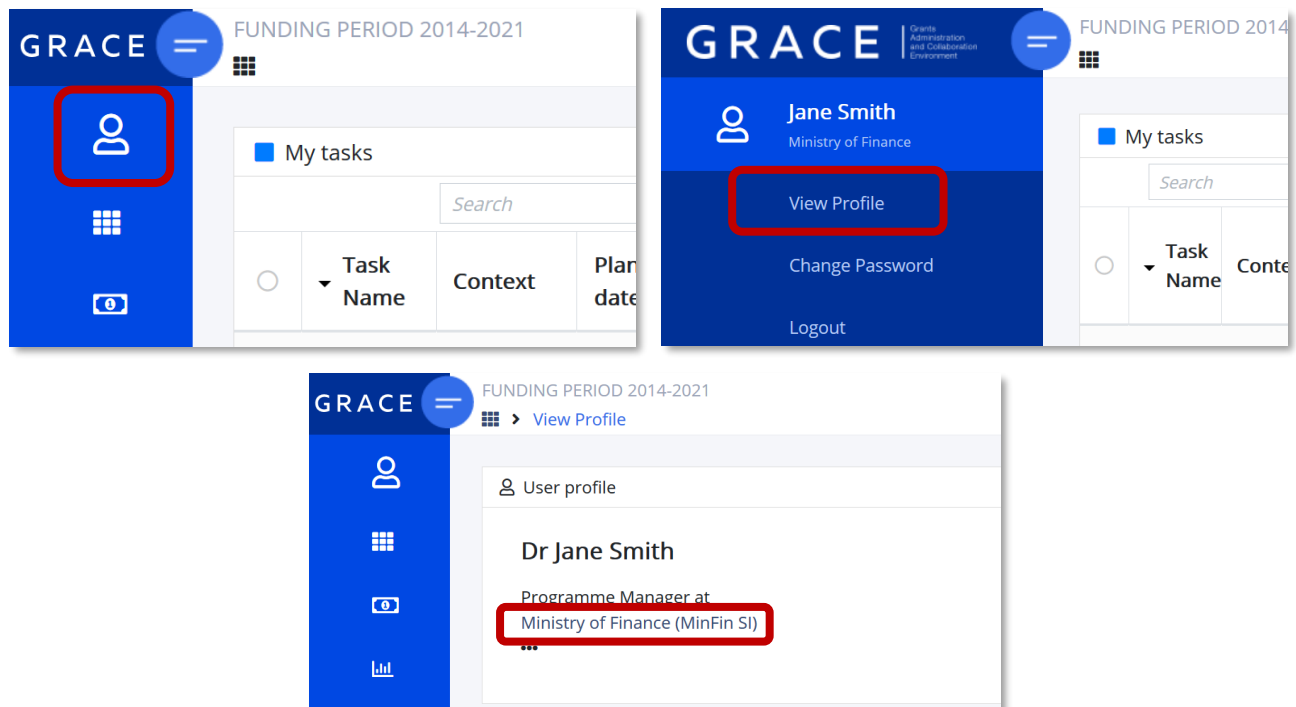 GRACE
FUNDING PERIOD 2014-2021
My tasks
Search
Task Name
Context
Plan
date
GRACE
Grants
Administration
and Collaboration
Environment
FUNDING PERIOD 2014
Jane Smith
Ministry of Finance
View Profile
Change Password
Logout
My tasks
Search
Task Name
Conte
GRACE
FUNDING PERIOD 2014-2021
View Profile
User profile
Dr Jane Smith
Programme Manager at
Ministry of Finance (MinFin SI)